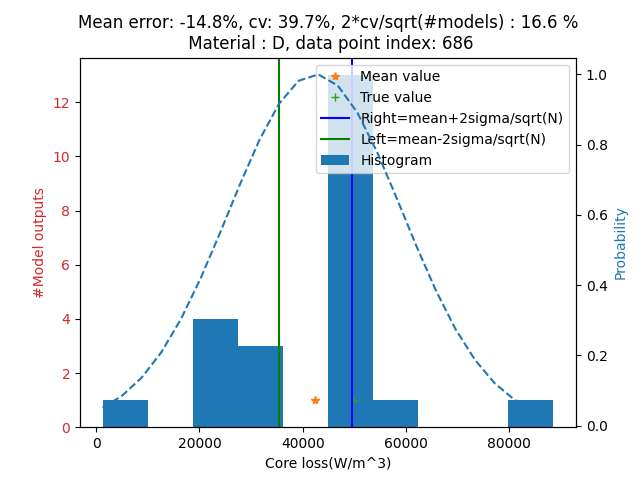 Mean error: -14.8%, cv: 39.7%, 2*cv/sqrt(#models) : 16.6 %
Material : D, data point index: 686
Mean value
True value
Right=mean+2sigma/sqrt(N)
Left=mean-2sigma/sqrt(N)
Histogram
#Model outputs
12
10
8
6
4
2
0
1.0
0.8
0.6
0.4
0.2
0.0
Probability
0
20000
40000
60000
80000
Core loss(W/m^3)